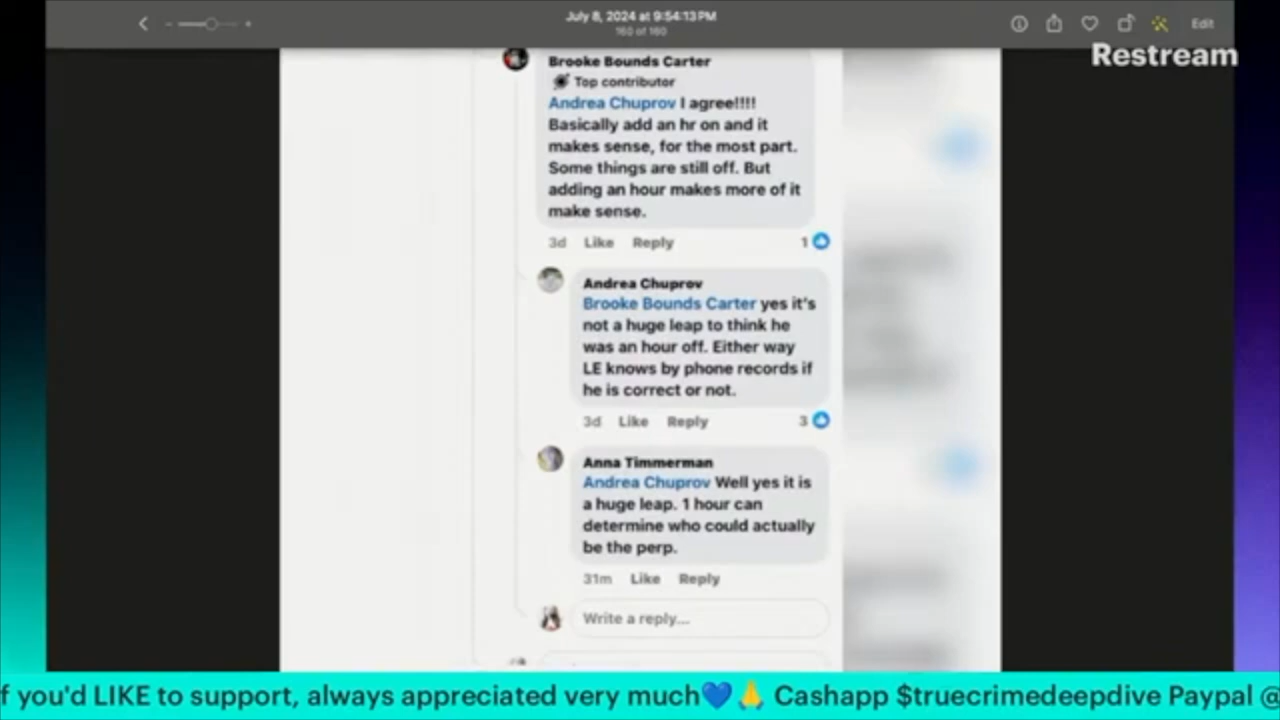 July 8, 2024 at 9:54:13 PM
160 of 160
Edit
Restream
Brooke Bounds Carter
Top contributor
Andrea Chuprov I agree!!!!
Basically add an hr on and it
makes sense, for the most part.
Some things are still off. But
adding an hour makes more of it
make sense.
3d Like Reply 1
Andrea Chuprov
Brooke Bounds Carter yes it's
not a huge leap to think he
was an hour off. Either way
LE knows by phone records if
he is correct or not.
3d Like Reply 3
Anna Timmerman
Andrea Chuprov Well yes it is
a huge leap. 1 hour can
determine who could actually
be the perp.
31m Like Reply
Write a reply...
f you'd LIKE to support, always appreciated very much💙🙏 Cashapp $truecrimedeepdive Paypal @